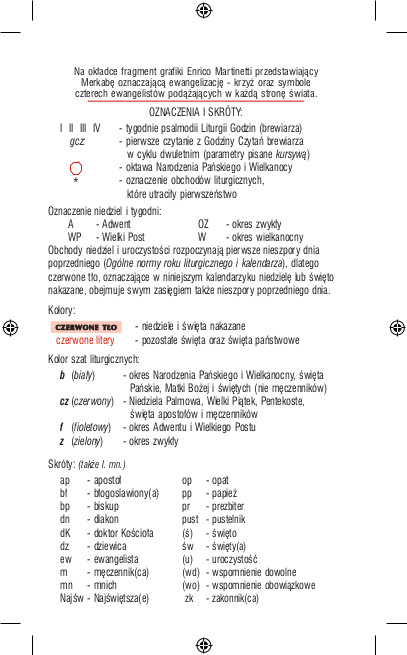 Na okładce fragment grafiki Enrico Martinetti przedstawiający
Merkabę oznaczającą ewangelizację - krzyż oraz symbole
czterech ewangelistów podążających w każdą stronę świata.
OZNACZENIA I SKRÓTY:
I II III IV - tygodnie psalmodii Liturgii Godzin (brewiarza)
gcz - pierwsze czytanie z Godziny Czytań brewiarza
w cyklu dwuletnim (parametry pisane kursywą)
- oktawa Narodzenia Pańskiego i Wielkanocy
* - oznaczenie obchodów liturgicznych,
które utraciły pierwszeństwo
Oznaczenie niedziel i tygodni:
A - Adwent OZ - okres zwykły
WP - Wielki Post W - okres wielkanocny
Obchody niedziel i uroczystości rozpoczynają pierwsze nieszpory dnia
poprzedniego (Ogólne normy roku liturgicznego i kalendarza), dlatego
czerwone tło, oznaczające w niniejszym kalendarzyku niedzielę lub święto
nakazane, obejmuje swym zasięgiem także nieszpory poprzedniego dnia.
Kolory:
CZERWONE TŁO - niedziele i święta nakazane
czerwone litery - pozostałe święta oraz święta państwowe
Kolor szat liturgicznych:
b (biały) - okres Narodzenia Pańskiego i Wielkanocny, święta
Pańskie, Matki Bożej i świętych (nie męczenników)
cz (czerwony) - Niedziela Palmowa, Wielki Piątek, Pentekoste,
święta apostołów i męczenników
f (fioletowy) - okres Adwentu i Wielkiego Postu
z (zielony) - okres zwykły
Skróty: (także l. mn.)
ap - apostoł op - opat
bł - błogosławiony(a) pp - papież
bp - biskup pr - prezbiter
dn - diakon pust - pustelnik
dK - doktor Kościoła (ś) - święto
dz - dziewica św - święty(a)
ew - ewangelista (u) - uroczystość
m - męczennik(ca) (wd) - wspomnienie dowolne
mn - mnich (wo) - wspomnienie obowiązkowe
Najśw - Najświętsza(e) zk - zakonnik(ca)